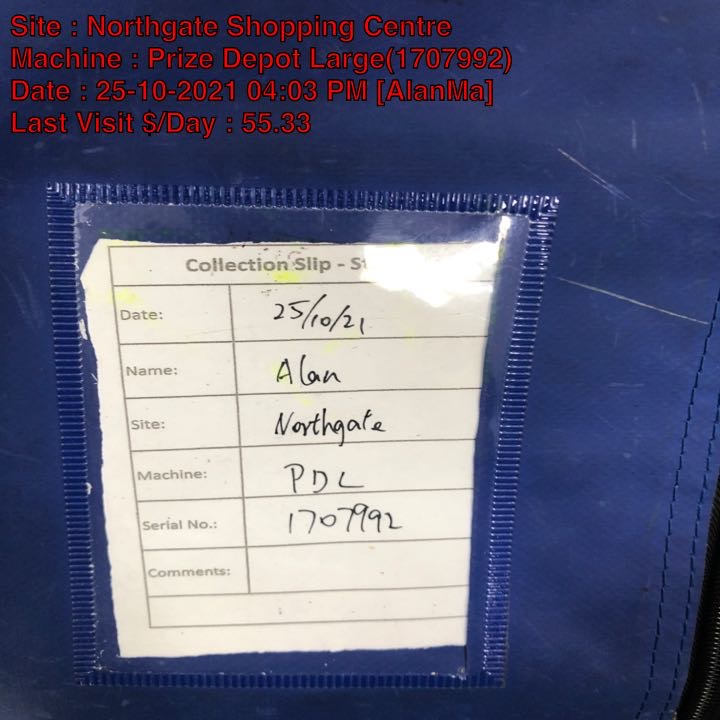 Site : Northgate Shopping Centre
Machine : Prize Depot Large(1707992)
Date : 25-10-2021 04:03 PM [AlanMa]
Last Visit $/Day : 55.33
Collection Slip -
Date: 25/10/21
Name: Alan
Site: Northgate
Machine: PDL
Serial No.: 1707992
Comments: